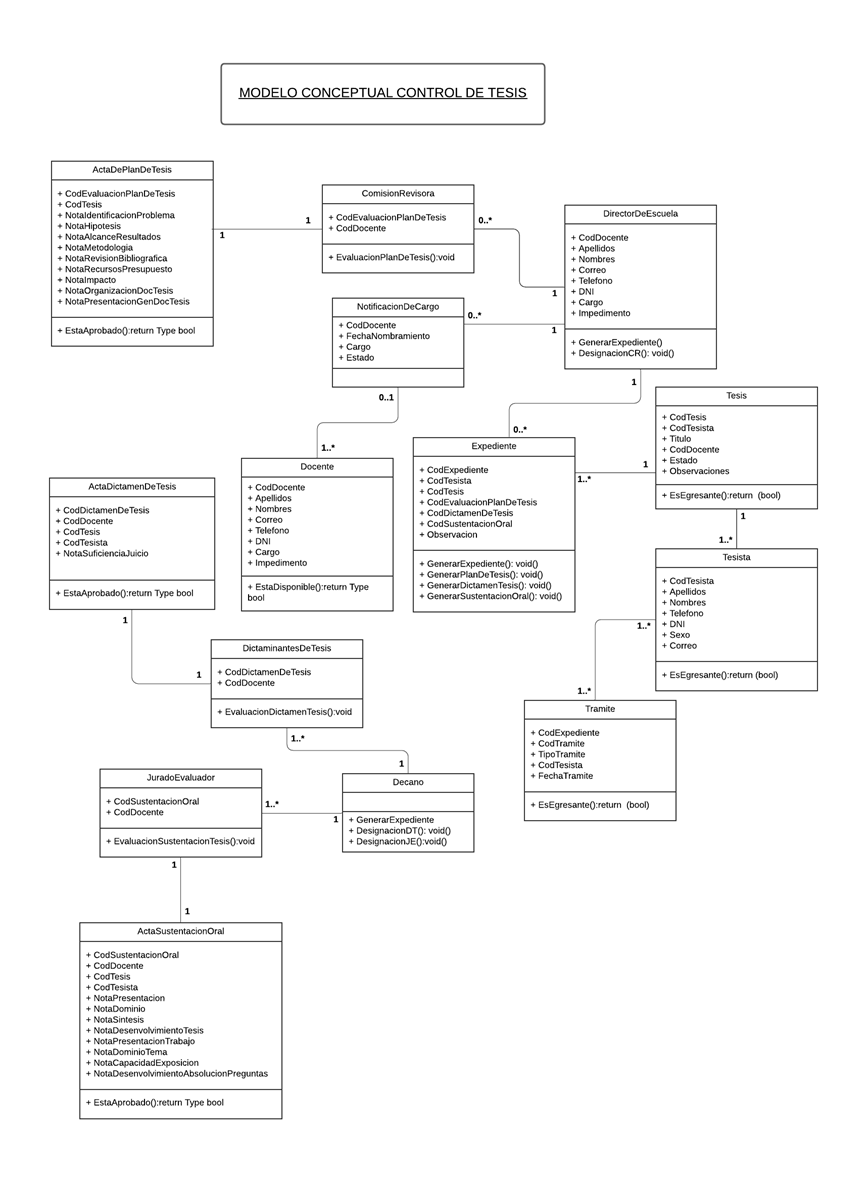 MODELO CONCEPTUAL CONTROL DE TESIS
ActaDePlanDeTesis
+ CodEvaluacionPlanDeTesis
+ CodTesis
+ NotaIdentificacionProblema
+ NotaHipotesis
+ NotaAlcanceResultados
+ NotaMetodologia
+ NotaRevisionBibliografica
+ NotaRecursosPresupuesto
+ NotaImpacto
+ NotaOrganizacionDocTesis
+ NotaPresentacionGenDocTesis
+ EstaAprobado():return Type bool
1
1
ComisionRevisora
+ CodEvaluacionPlanDeTesis
+ CodDocente
+ EvaluacionPlanDeTesis():void
0..*
1
DirectorDeEscuela
+ CodDocente
+ Apellidos
+ Nombres
+ Correo
+ Telefono
+ DNI
+ Cargo
+ Impedimento
+ GenerarExpediente()
+ DesignacionCR(): void()
NotificacionDeCargo
+ CodDocente
+ FechaNombramiento
+ Cargo
+ Estado
0..*
1
0..1
1..*
1
0..*
Tesis
+ CodTesis
+ CodTesista
+ Titulo
+ CodDocente
+ Estado
+ Observaciones
+ EsEgresante():return  (bool)
Expediente
+ CodExpediente
+ CodTesista
+ CodTesis
+ CodEvaluacionPlanDeTesis
+ CodDictamenDeTesis
+ CodSustentacionOral
+ Observacion
+ GenerarExpediente(): void()
+ GenerarPlanDeTesis(): void()
+ GenerarDictamenTesis(): void()
+ GenerarSustentacionOral(): void()
1
1..*
Docente
+ CodDocente
+ Apellidos
+ Nombres
+ Correo
+ Telefono
+ DNI
+ Cargo
+ Impedimento
+ EstaDisponible():return Type
bool
ActaDictamenDeTesis
+ CodDictamenDeTesis
+ CodDocente
+ CodTesis
+ CodTesista
+ NotaSuficienciaJuicio
+ EstaAprobado():return Type bool
1
1..*
Tesista
+ CodTesista
+ Apellidos
+ Nombres
+ Telefono
+ DNI
+ Sexo
+ Correo
+ EsEgresante():return (bool)
1..*
1..*
1
1
DictaminantesDeTesis
+ CodDictamenDeTesis
+ CodDocente
+ EvaluacionDictamenTesis():void
Tramite
+ CodExpediente
+ CodTramite
+ TipoTramite
+ CodTesista
+ FechaTramite
+ EsEgresante():return  (bool)
1..*
1
JuradoEvaluador
+ CodSustentacionOral
+ CodDocente
+ EvaluacionSustentacionTesis():void
1..*
1
Decano
+ GenerarExpediente
+ DesignacionDT(): void()
+ DesignacionJE():void()
1
1
ActaSustentacionOral
+ CodSustentacionOral
+ CodDocente
+ CodTesis
+ CodTesista
+ NotaPresentacion
+ NotaDominio
+ NotaSintesis
+ NotaDesenvolvimientoTesis
+ NotaPresentacionTrabajo
+ NotaDominioTema
+ NotaCapacidadExposicion
+ NotaDesenvolvimientoAbsolucionPreguntas
+ EstaAprobado():return Type bool